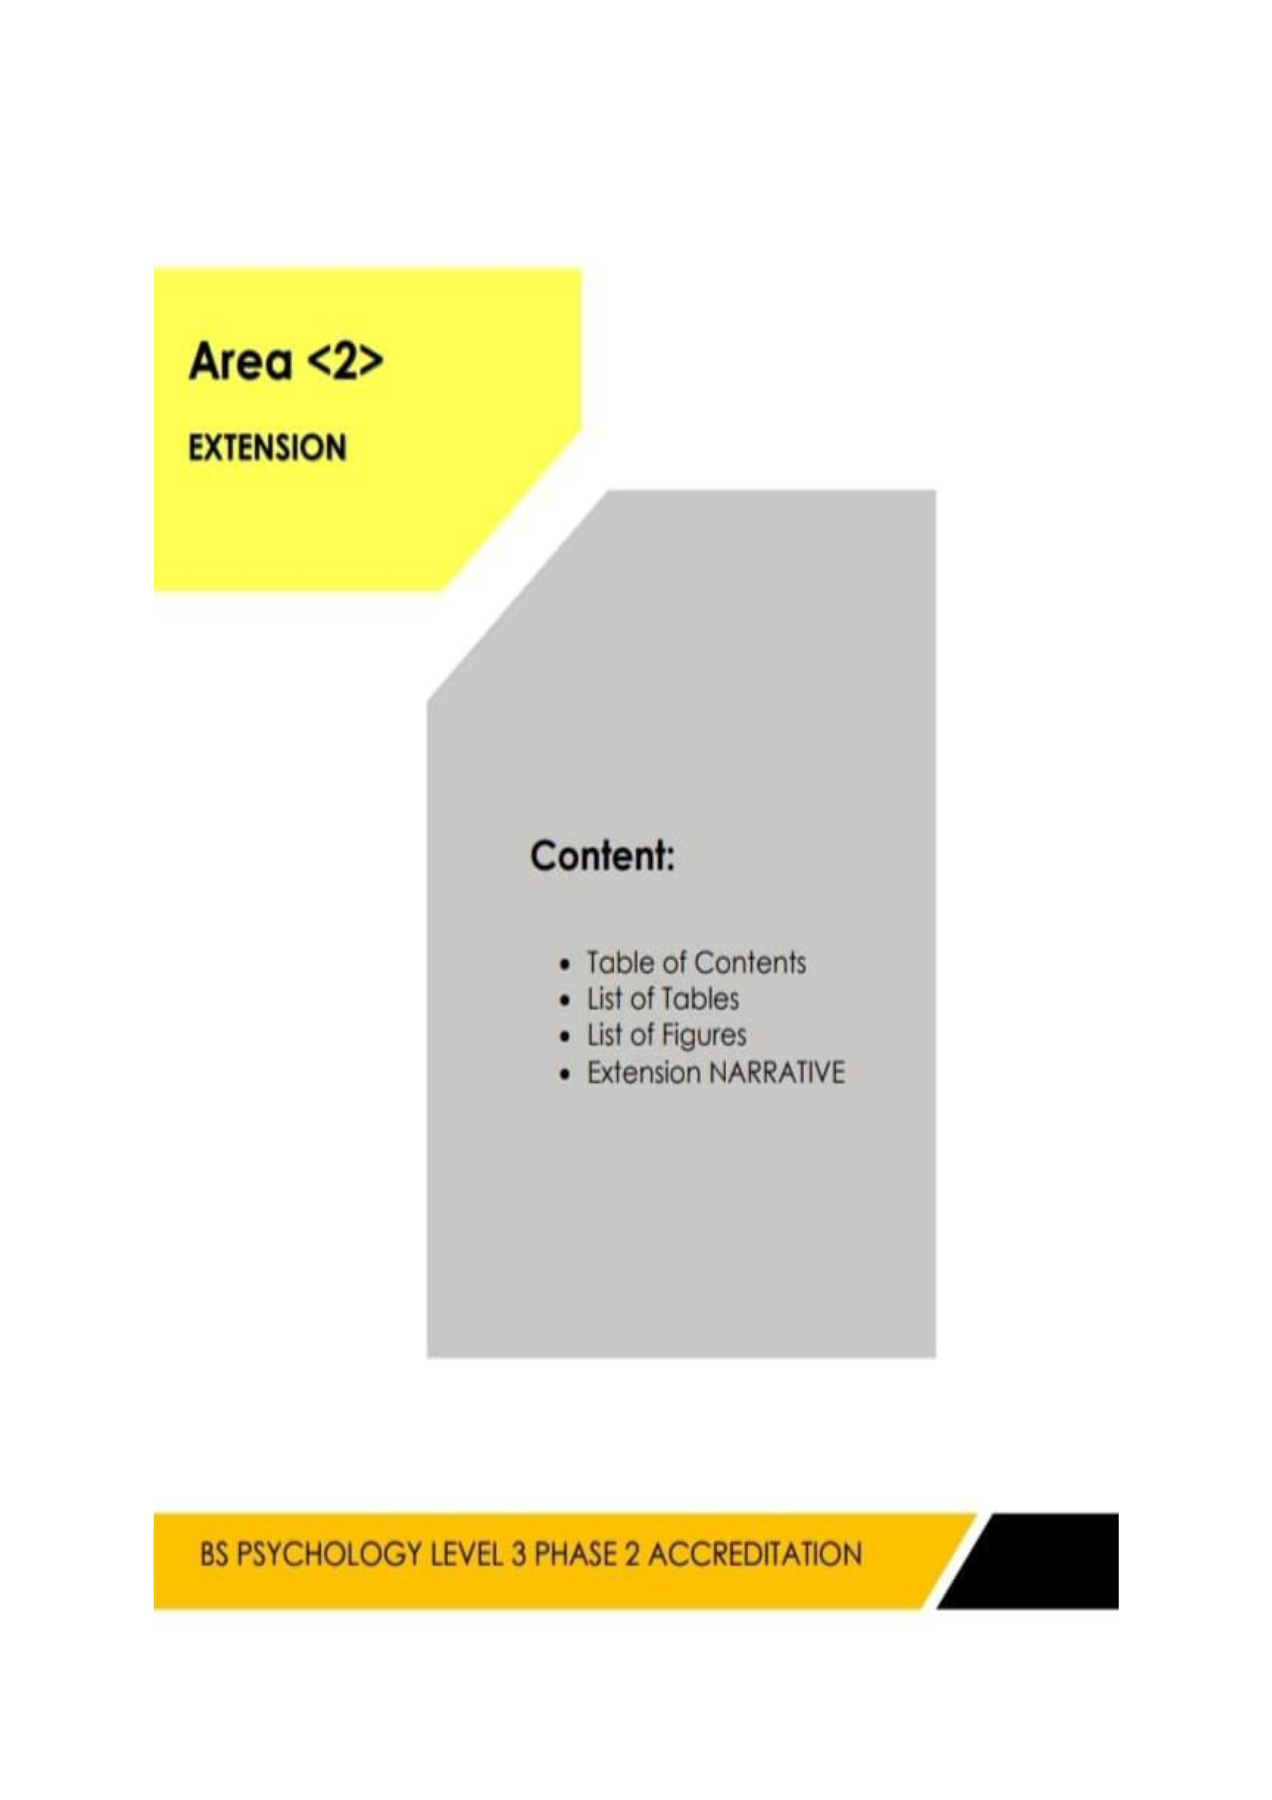 Area <2>
EXTENSION
Content:
• Table of Contents
• List of Tables
• List of Figures
• Extension NARRATIVE
BS PSYCHOLOGY LEVEL 3 PHASE 2 ACCREDITATION